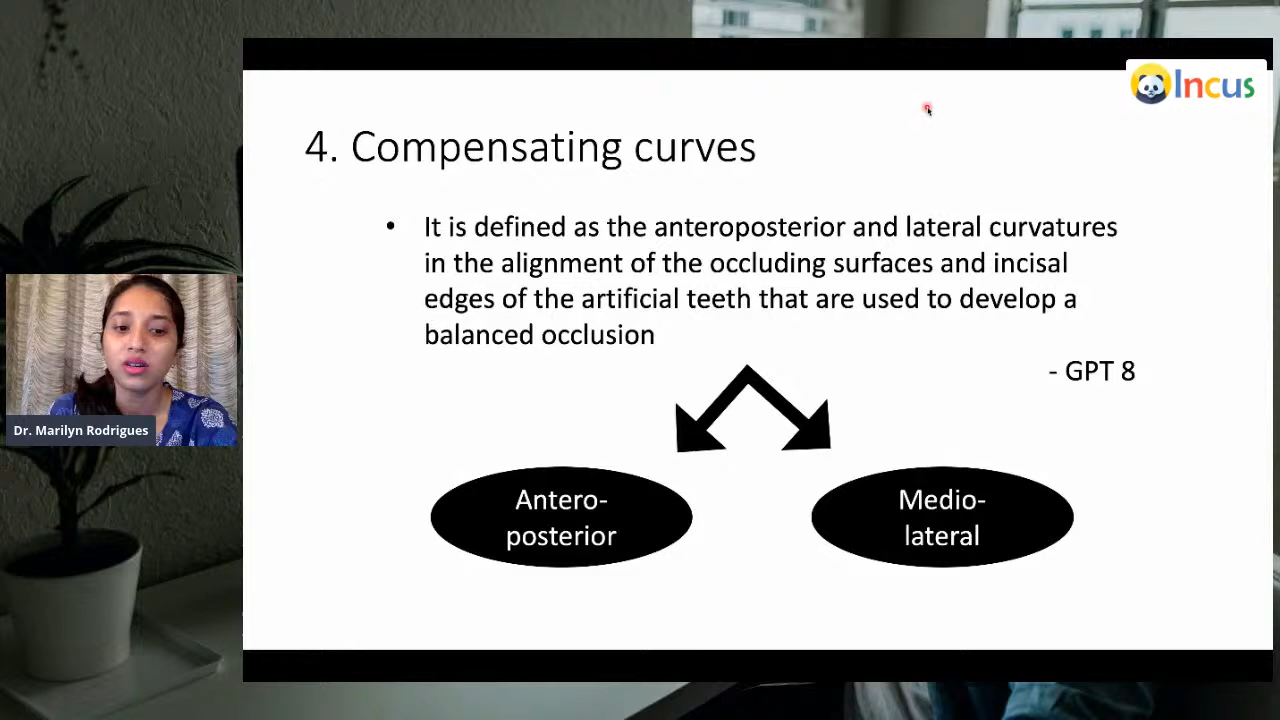 Incus
4. Compensating curves
• It is defined as the anteroposterior and lateral curvatures
in the alignment of the occluding surfaces and incisal
edges of the artificial teeth that are used to develop a
balanced occlusion
- GPT 8
Antero-
posterior
Medio-
lateral
Dr. Marilyn Rodrigues